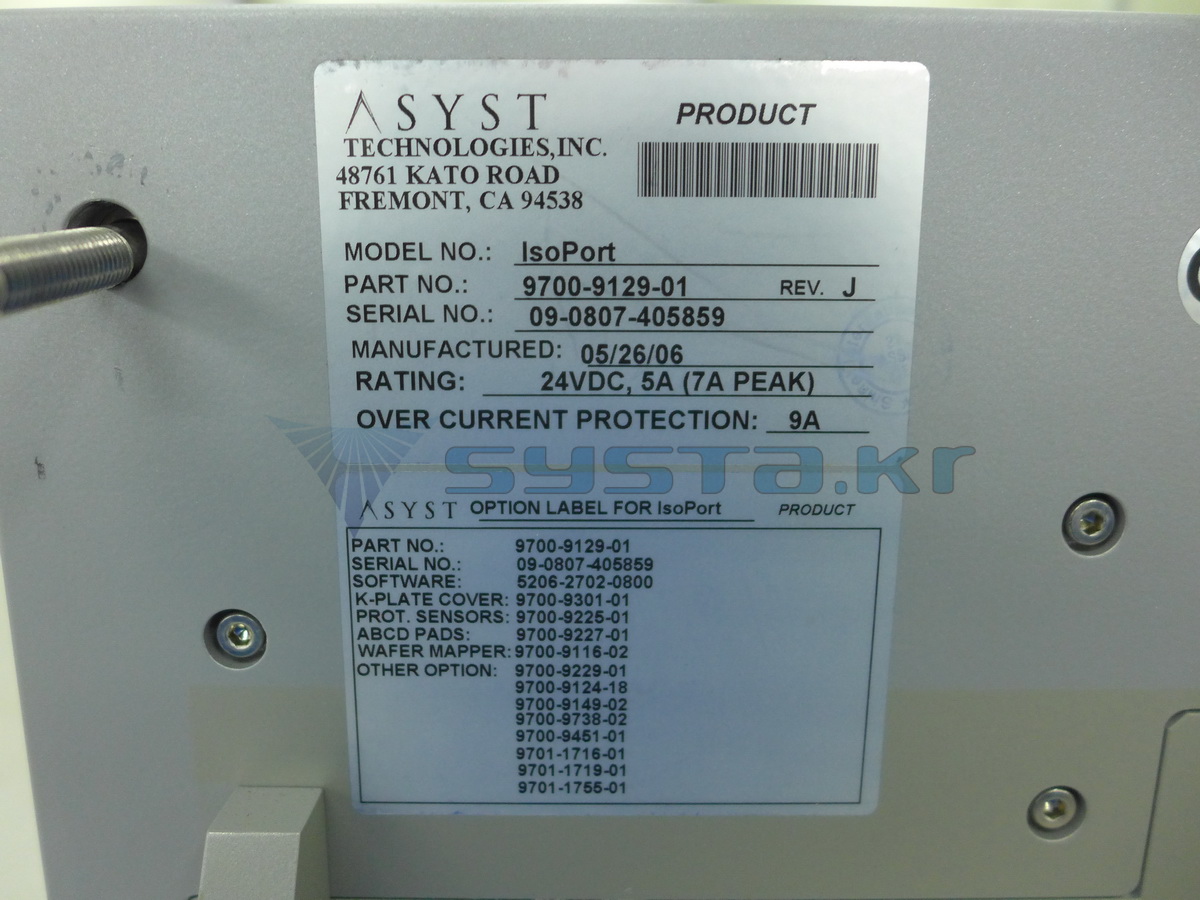 ASYST
TECHNOLOGIES,INC.
48761 KATO ROAD
FREMONT, CA 94538
PRODUCT
MODEL NO.: IsoPort
PART NO.: 9700-9129-01 REV. J
SERIAL NO.: 09-0807-405859
MANUFACTURED: 05/26/06
RATING: 24VDC, 5A (7A PEAK)
OVER CURRENT PROTECTION: 9A
systa.kr
ASYST OPTION LABEL FOR IsoPort PRODUCT
PART NO.: 9700-9129-01
SERIAL NO.: 09-0807-405859
SOFTWARE: 5206-2702-0800
K-PLATE COVER: 9700-9301-01
PROT. SENSORS: 9700-9225-01
ABCD PADS: 9700-9227-01
WAFER MAPPER: 9700-9116-02
OTHER OPTION: 9700-9229-01
9700-9124-18
9700-9149-02
9700-9738-02
9700-9451-01
9701-1716-01
9701-1719-01
9701-1755-01